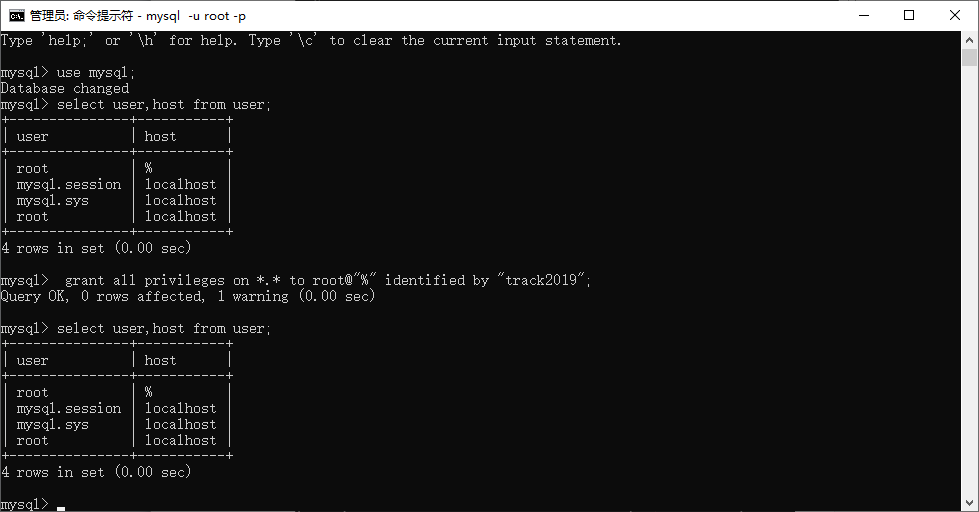 管理员: 命令提示符 - mysql  -u root -p
Type 'help;' or '\h' for help. Type '\c' to clear the current input statement.
mysql> use mysql;
Database changed
mysql> select user,host from user;
+---------------+-----------+
| user          | host      |
+---------------+-----------+
| root          | %         |
| mysql.session | localhost |
| mysql.sys     | localhost |
| root          | localhost |
+---------------+-----------+
4 rows in set (0.00 sec)
mysql>  grant all privileges on *.* to root@"%" identified by "track2019";
Query OK, 0 rows affected, 1 warning (0.00 sec)
mysql> select user,host from user;
+---------------+-----------+
| user          | host      |
+---------------+-----------+
| root          | %         |
| mysql.session | localhost |
| mysql.sys     | localhost |
| root          | localhost |
+---------------+-----------+
4 rows in set (0.00 sec)
mysql>